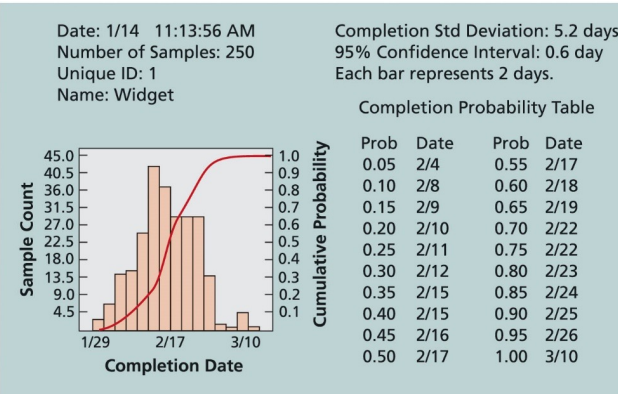 Date: 1/14 11:13:56 AM
Number of Samples: 250
Unique ID: 1
Name: Widget
Completion Std Deviation: 5.2 days
95% Confidence Interval: 0.6 day
Each bar represents 2 days.
Completion Probability Table
Prob Date Prob Date
0.05 2/4 0.55 2/17
0.10 2/8 0.60 2/18
0.15 2/9 0.65 2/19
0.20 2/10 0.70 2/22
0.25 2/11 0.75 2/22
0.30 2/12 0.80 2/23
0.35 2/15 0.85 2/24
0.40 2/15 0.90 2/25
0.45 2/16 0.95 2/26
0.50 2/17 1.00 3/10
Sample Count
45.0
40.5
36.0
31.5
27.0
22.5
18.0
13.5
9.0
4.5
1.0
0.9
0.8
0.7
0.6
0.5
0.4
0.3
0.2
0.1
Cumulative Probability
1/29 2/17 3/10
Completion Date